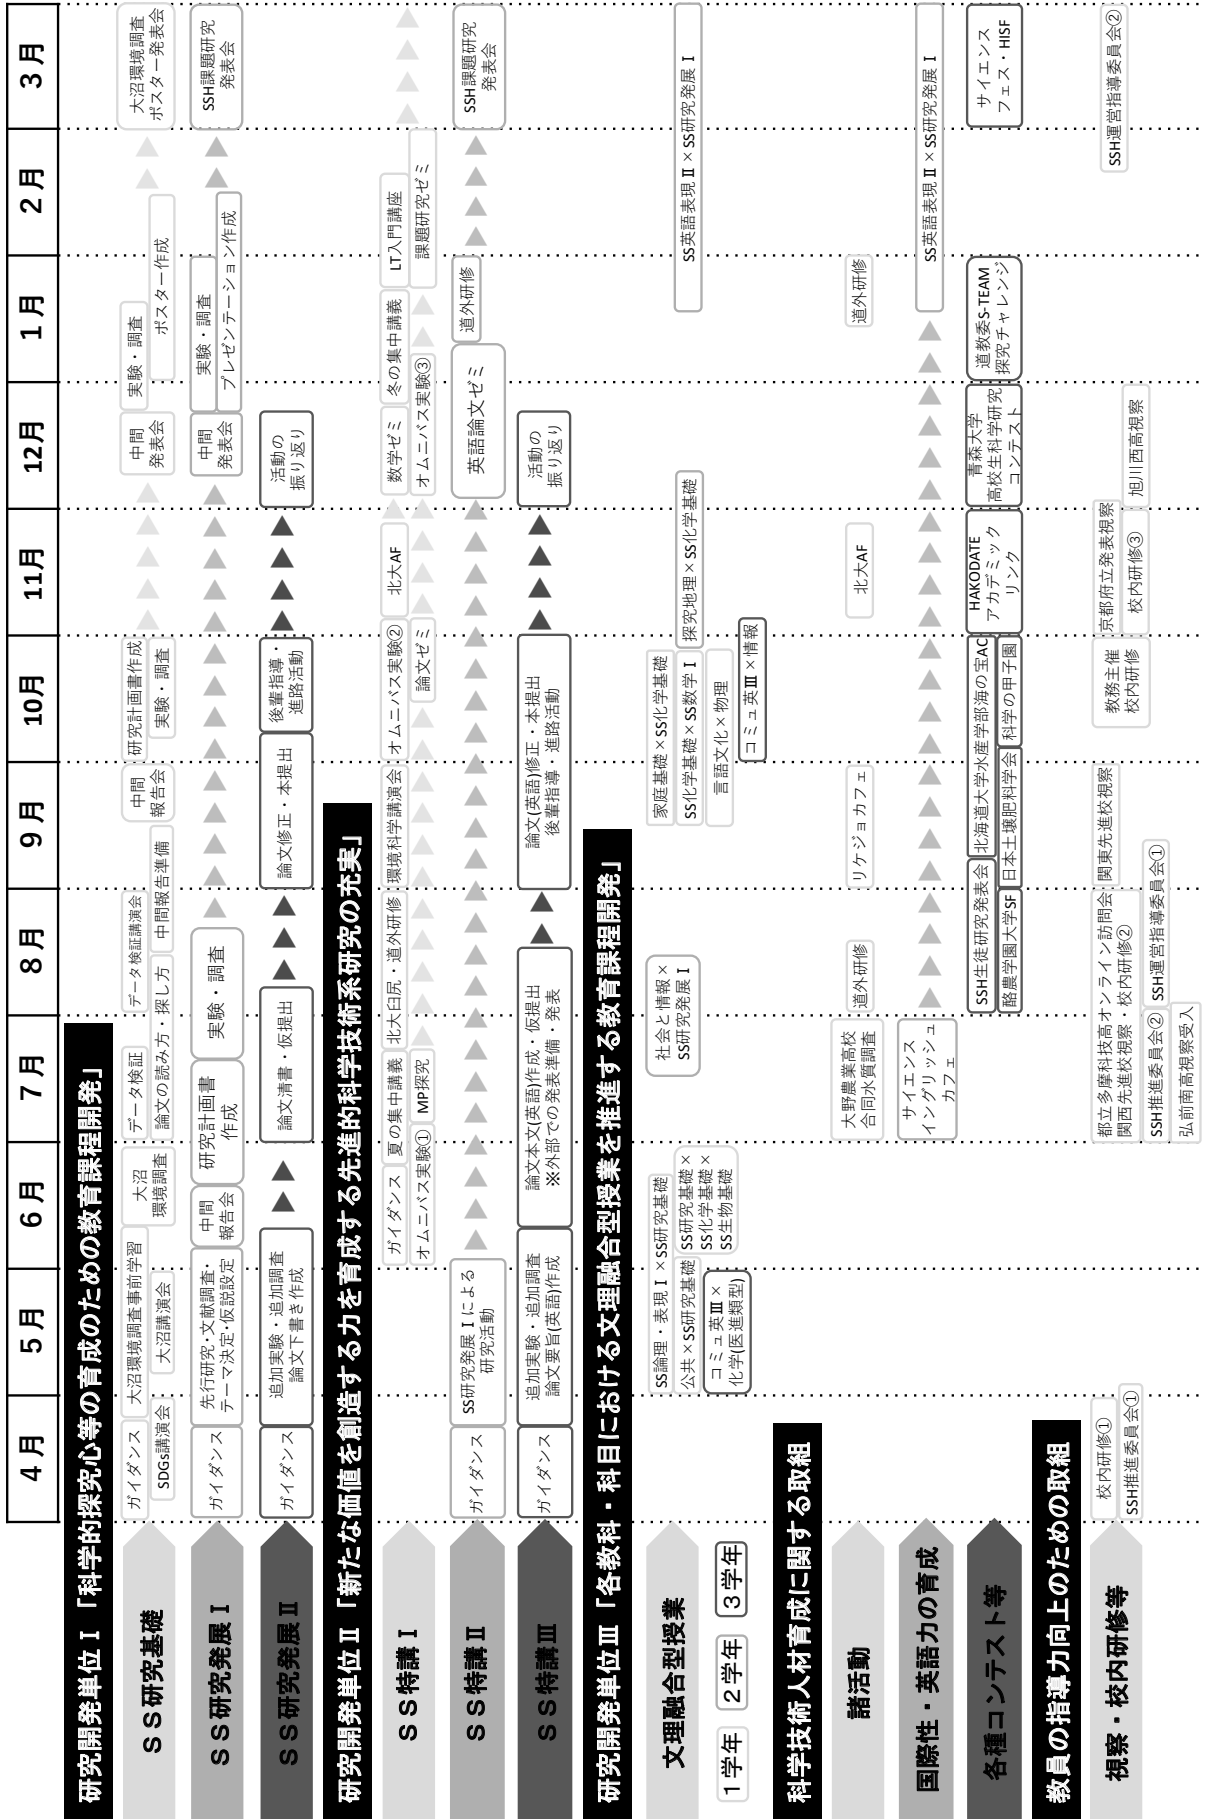 4月
5月
6月
7月
8月
9月
10月
11月
12月
1月
2月
3月
研究開発単位Ⅰ「科学的探究心等の育成のための教育課程開発」
ＳＳ研究基礎
ガイダンス
SDGs講演会
大沼環境調査事前学習
大沼講演会
大沼
環境調査
データ検証
論文の読み方・探し方
データ検証講演会
中間報告準備
中間
報告会
研究計画書作成
実験・調査
中間
発表会
実験・調査
ポスター作成
大沼環境調査
ポスター発表会
ＳＳ研究発展Ⅰ
ガイダンス
先行研究・文献調査・
テーマ決定・仮説設定
中間
報告会
研究計画書
作成
実験・調査
中間
発表会
実験・調査
プレゼンテーション作成
SSH課題研究
発表会
ＳＳ研究発展Ⅱ
ガイダンス
追加実験・追加調査
論文下書き作成
論文清書・仮提出
論文修正・本提出
後輩指導・
進路活動
活動の
振り返り
研究開発単位Ⅱ「新たな価値を創造する力を育成する先進的科学技術系研究の充実」
ＳＳ特講Ⅰ
ガイダンス
オムニバス実験①
夏の集中講義
MP探究
北大臼尻・道外研修
環境科学講演会
オムニバス実験②
論文ゼミ
北大AF
数学ゼミ
オムニバス実験③
冬の集中講義
LT入門講座
課題研究ゼミ
ＳＳ特講Ⅱ
ガイダンス
SS研究発展Ⅰによる
研究活動
英語論文ゼミ
道外研修
SSH課題研究
発表会
ＳＳ特講Ⅲ
ガイダンス
追加実験・追加調査
論文要旨(英語)作成
論文本文(英語)作成・仮提出
※外部での発表準備・発表
論文(英語)修正・本提出
後輩指導・進路活動
活動の
振り返り
研究開発単位Ⅲ「各教科・科目における文理融合型授業を推進する教育課程開発」
文理融合型授業
SS論理・表現Ⅰ×SS研究基礎
公共×SS研究基礎
SS研究基礎×
SS化学基礎×
SS生物基礎
コミュ英Ⅲ×
化学(医進類型)
社会と情報×
SS研究発展Ⅰ
家庭基礎×SS化学基礎
SS化学基礎×SS数学Ⅰ
言語文化×物理
コミュ英Ⅲ×情報
探究地理×SS化学基礎
SS英語表現Ⅱ×SS研究発展Ⅰ
1学年
2学年
3学年
科学技術人材育成に関する取組
諸活動
大野農業高校
合同水質調査
道外研修
リケジョカフェ
北大AF
道外研修
国際性・英語力の育成
サイエンス
イングリッシュ
カフェ
SS英語表現Ⅱ×SS研究発展Ⅰ
各種コンテスト等
SSH生徒研究発表会
酪農学園大学SF
北海道大学水産学部海の宝AC
日本土壌肥料学会
科学の甲子園
HAKODATE
アカデミック
リンク
青森大学
高校生科学研究
コンテスト
道教委S-TEAM
探究チャレンジ
サイエンス
フェス・HISF
教員の指導力向上のための取組
視察・校内研修等
校内研修①
SSH推進委員会①
都立多摩科技高オンライン訪問会
関西先進校視察・校内研修②
SSH推進委員会②
弘前南高視察受入
SSH運営指導委員会①
関東先進校視察
教務主催
校内研修
京都府立発表視察
校内研修③
旭川西高視察
SSH運営指導委員会②